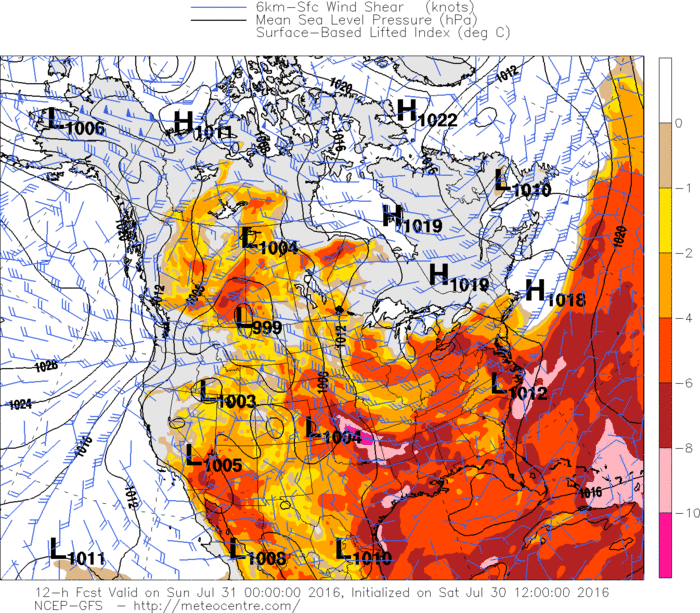 6km-Sfc Wind Shear (knots)
Mean Sea Level Pressure (hPa)
Surface-Based Lifted Index (deg C)
1012
1020
H1022
L1006
H1011
1016
L1010
0
-1
H1019
1020
L1004
-2
H1019
H1018
1012
L999
1012
-4
1028
1006
L1012
-6
L1003
1024
L1004
1016
L1005
-8
1012
1016
-10
L1011
L1008
L1010
12-h Fcst Valid on Sun Jul 31 00:00:00 2016, Initialized on Sat Jul 30 12:00:00 2016
NCEP-GFS - http://meteocentre.com/